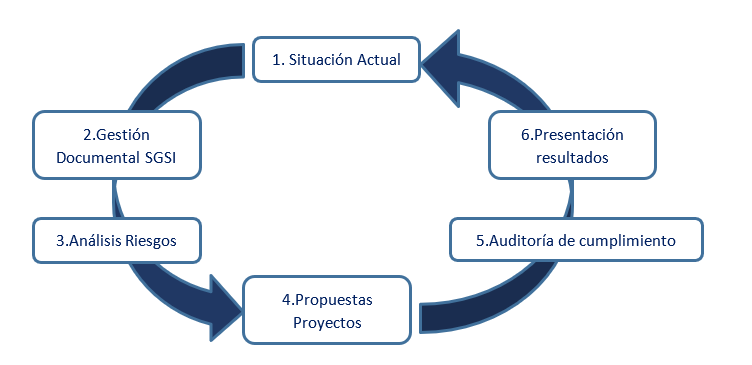 1. Situación Actual
2.Gestión
Documental SGSI
3.Análisis Riesgos
4.Propuestas
Proyectos
5.Auditoría de cumplimiento
6.Presentación
resultados